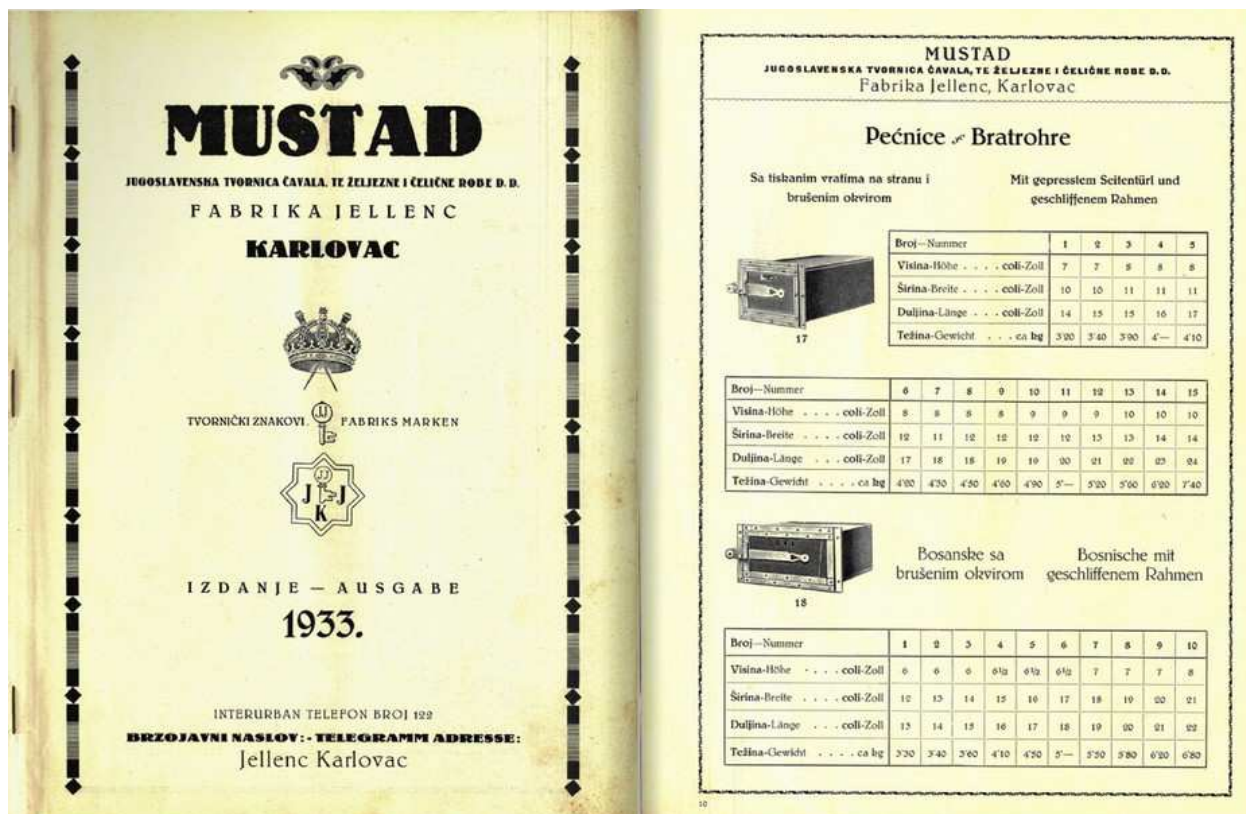 MUSTAD
JUGOSLAVENSKA TVORNICA ČAVALA, TE ŽELJEZNE I ČELIČNE ROBE D. D.
FABRIKA JELLENC
KARLOVAC
TVORNIČKI ZNAKOVI JJ FABRIKS MARKEN
JJ
J J
K
IZDANJE — AUSGABE
1933.
INTERURBAN TELEFON BROJ 122
BRZOJAVNI NASLOV: - TELEGRAMM ADRESSE:
Jellenc Karlovac
MUSTAD
JUGOSLAVENSKA TVORNICA ČAVALA, TE ŽELJEZNE I ČELIČNE ROBE D.D.
Fabrika Jellenc, Karlovac
Pećnice Bratrohre
Sa tiskanim vratima na stranu i
brušenim okvirom
Mit gepresstem Seitentürl und
geschliffenem Rahmen
17
Broj—Nummer 1 2 3 4 5
Visina-Höhe . . . . coli-Zoll 7 7 8 8 8
Širina-Breite . . . . coli-Zoll 10 10 11 11 11
Duljina-Länge . . . coli-Zoll 14 15 15 16 17
Težina-Gewicht . . . ca kg 3'20 3'40 3'90 4'— 4'10
Broj—Nummer 6 7 8 9 10 11 12 13 14 15
Visina-Höhe . . . . coli-Zoll 8 8 8 8 9 9 9 10 10 10
Širina-Breite . . . . coli-Zoll 12 11 12 12 12 12 13 13 14 14
Duljina-Länge . . . coli-Zoll 17 18 18 19 19 20 21 22 23 24
Težina-Gewicht . . . . ca kg 4'20 4'30 4'50 4'60 4'90 5'— 5'20 5'60 6'20 7'40
18
Bosanske sa
brušenim okvirom
Bosnische mit
geschliffenem Rahmen
Broj—Nummer 1 2 3 4 5 6 7 8 9 10
Visina-Höhe . . . . coli-Zoll 6 6 6 6½ 6½ 6½ 7 7 7 8
Širina-Breite . . . . coli-Zoll 12 13 14 15 16 17 18 19 20 21
Duljina-Länge . . . coli-Zoll 13 14 15 16 17 18 19 20 21 22
Težina-Gewicht . . . . ca kg 3'30 3'40 3'60 4'10 4'50 5'— 5'50 5'80 6'20 6'80
10